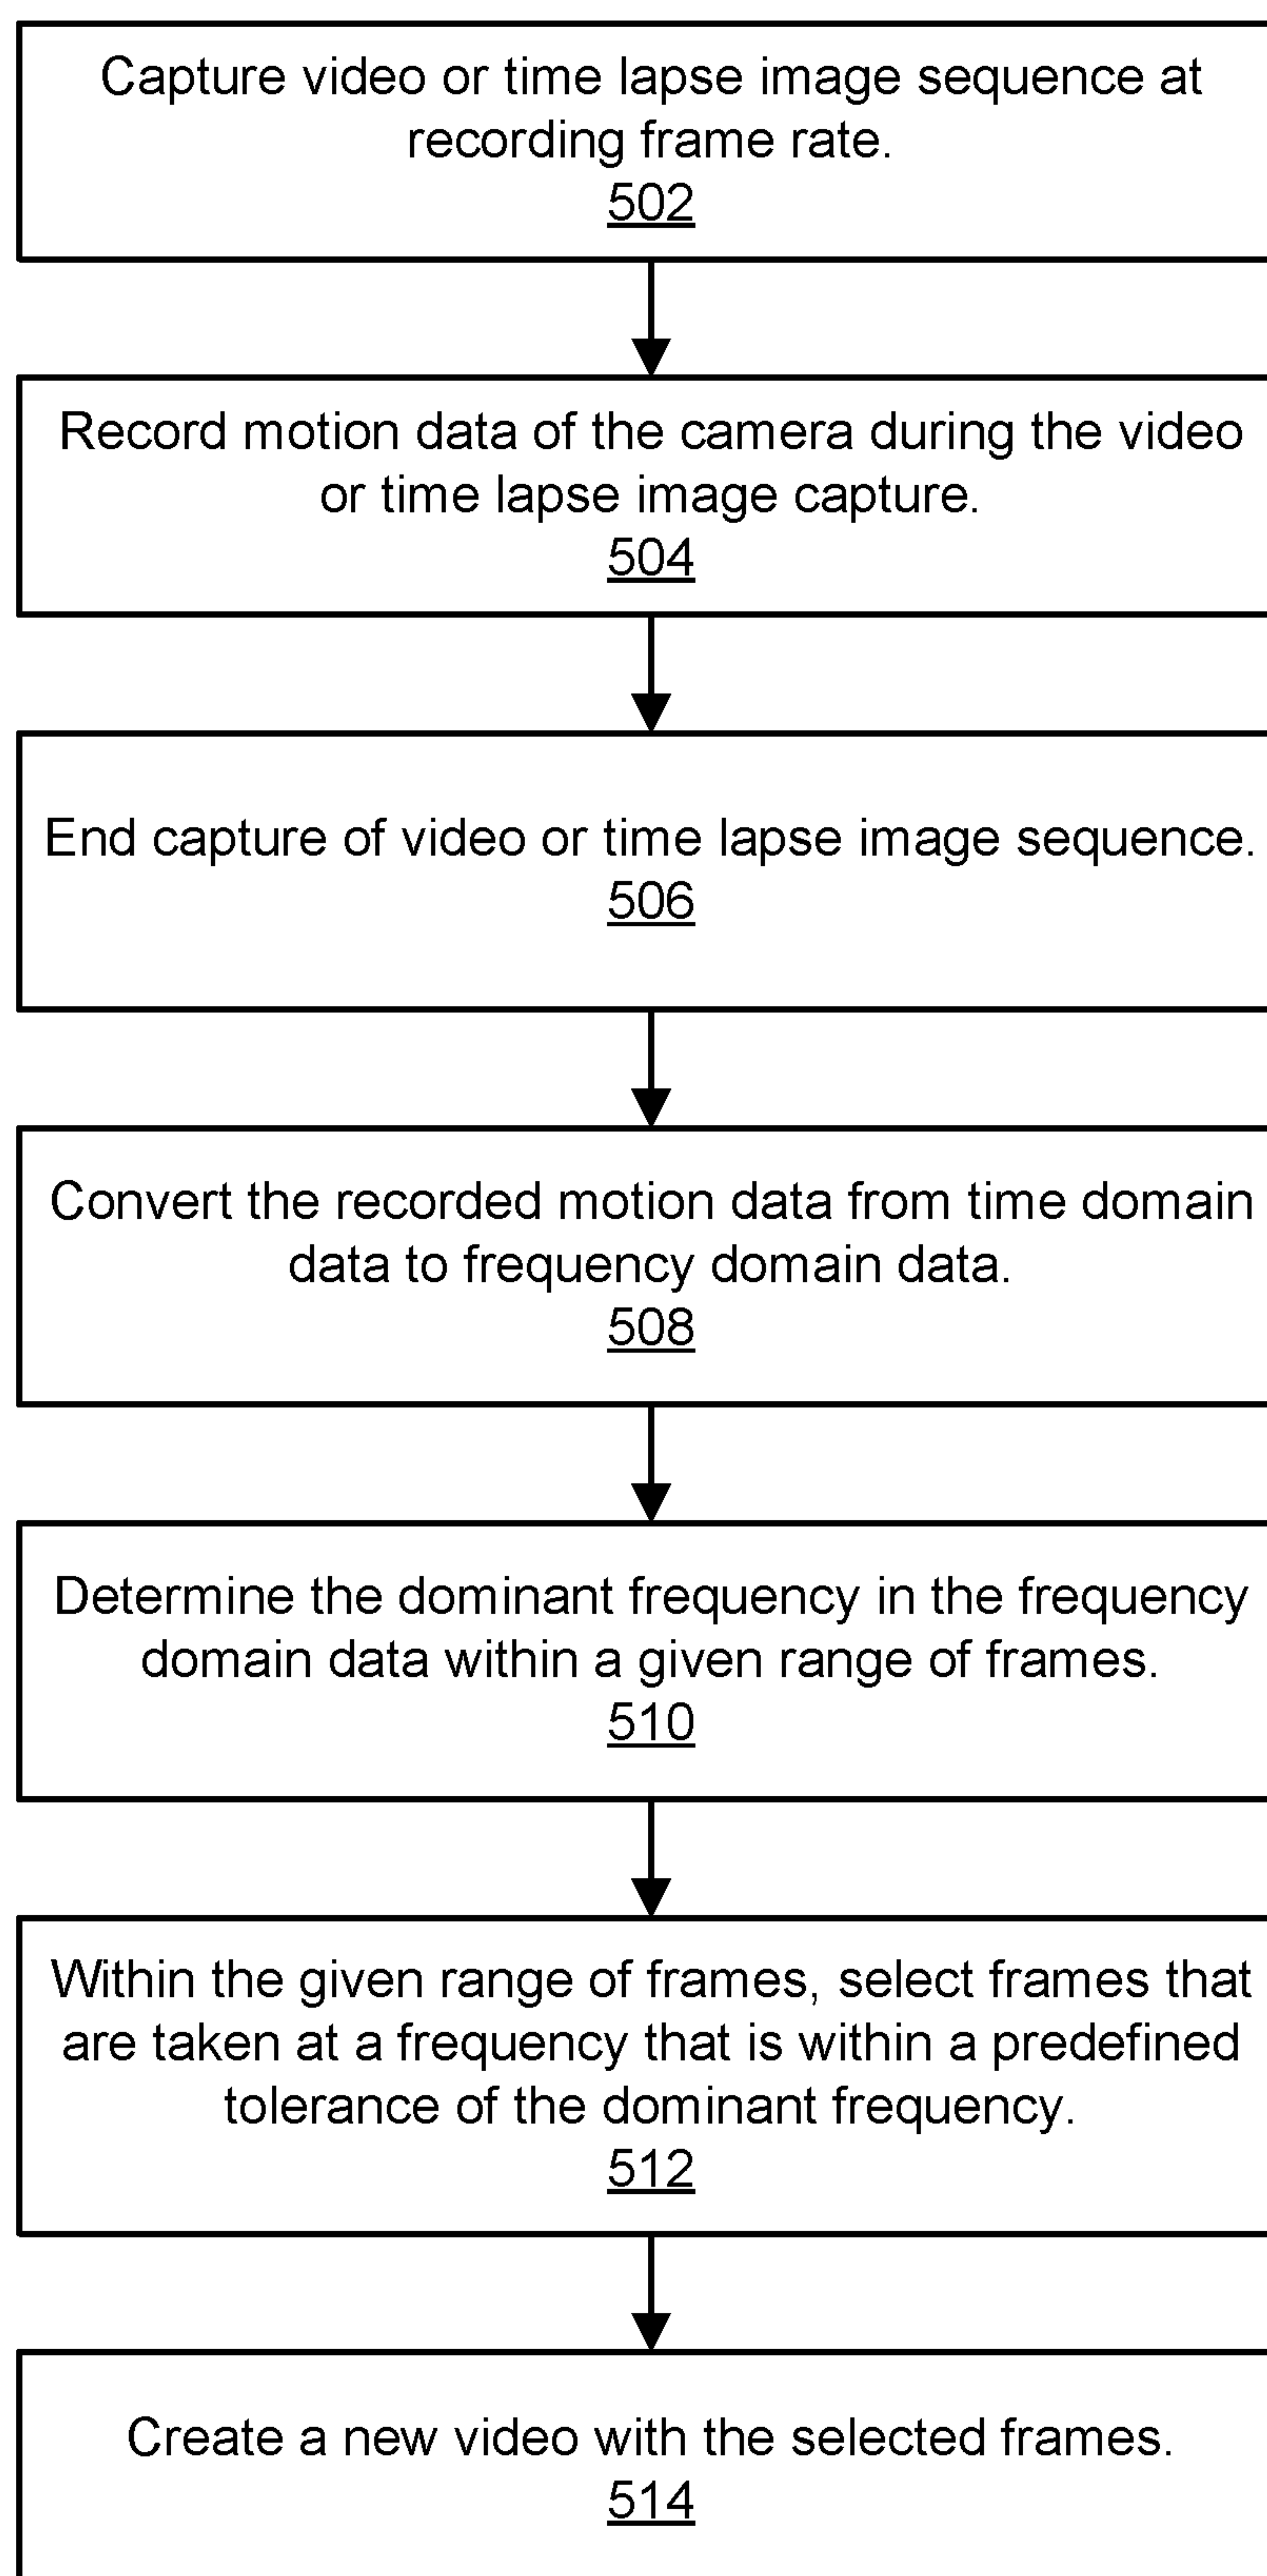 Capture video or time lapse image sequence at
recording frame rate.
502
Record motion data of the camera during the video
or time lapse image capture.
504
End capture of video or time lapse image sequence.
506
Convert the recorded motion data from time domain
data to frequency domain data.
508
Determine the dominant frequency in the frequency
domain data within a given range of frames.
510
Within the given range of frames, select frames that
are taken at a frequency that is within a predefined
tolerance of the dominant frequency.
512
Create a new video with the selected frames.
514